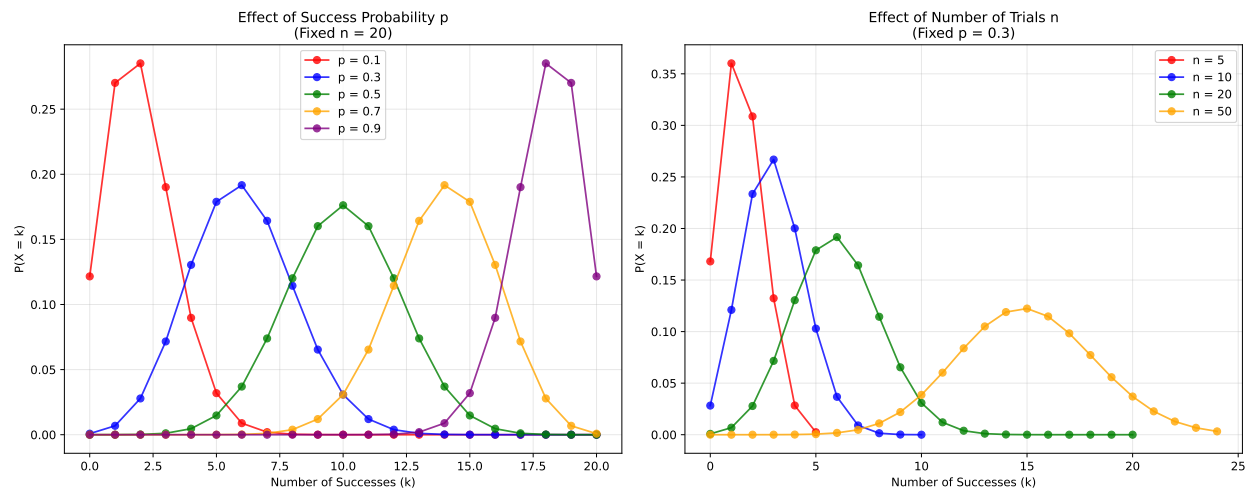 Effect of Success Probability p
(Fixed n = 20)
p = 0.1
p = 0.3
p = 0.5
p = 0.7
p = 0.9
P(X = k)
0.25
0.20
0.15
0.10
0.05
0.00
0.0 2.5 5.0 7.5 10.0 12.5 15.0 17.5 20.0
Number of Successes (k)
Effect of Number of Trials n
(Fixed p = 0.3)
n = 5
n = 10
n = 20
n = 50
P(X = k)
0.35
0.30
0.25
0.20
0.15
0.10
0.05
0.00
0 5 10 15 20 25
Number of Successes (k)